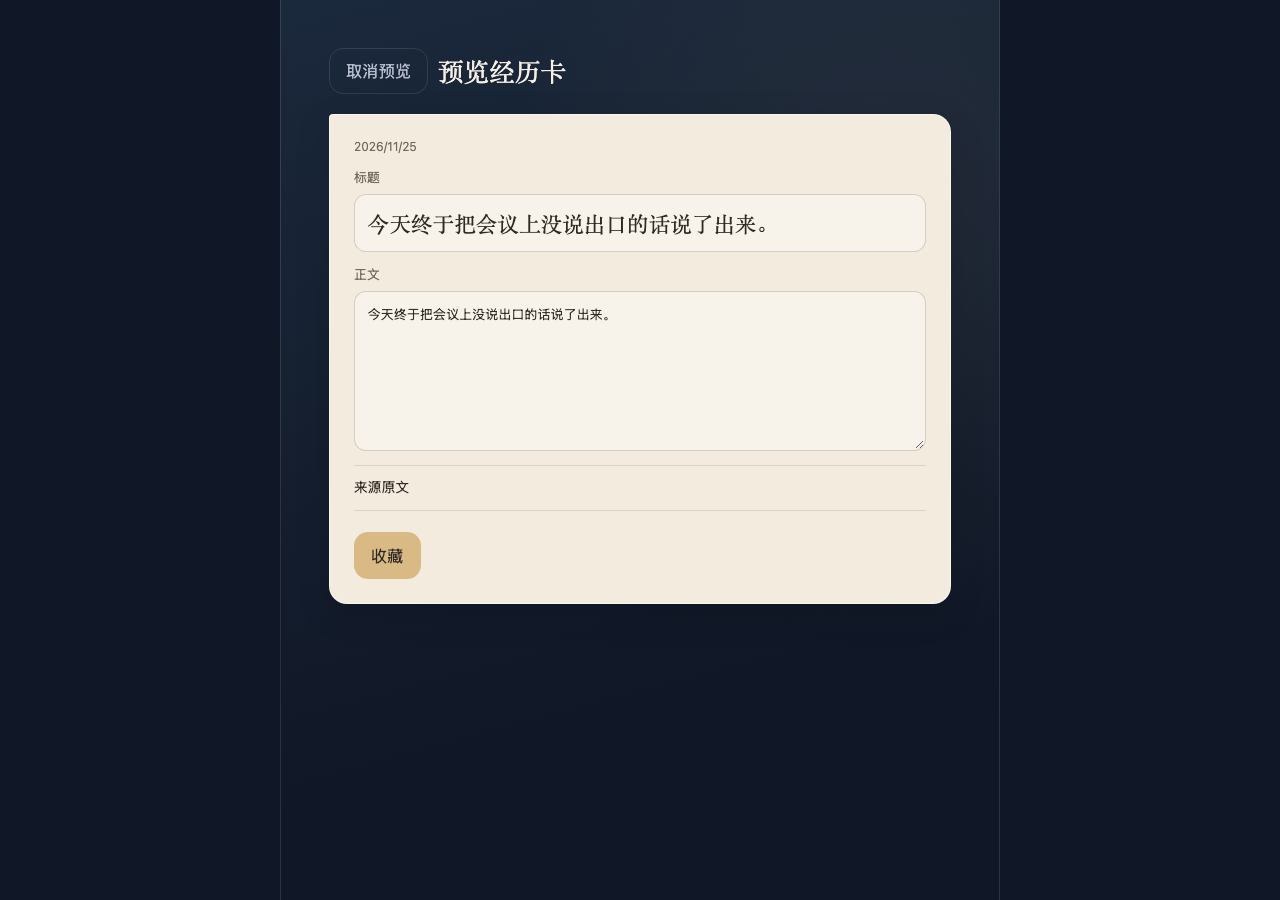 取消预览 预览经历卡
2026/11/25
标题
今天终于把会议上没说出口的话说了出来。
正文
今天终于把会议上没说出口的话说了出来。
来源原文
收藏